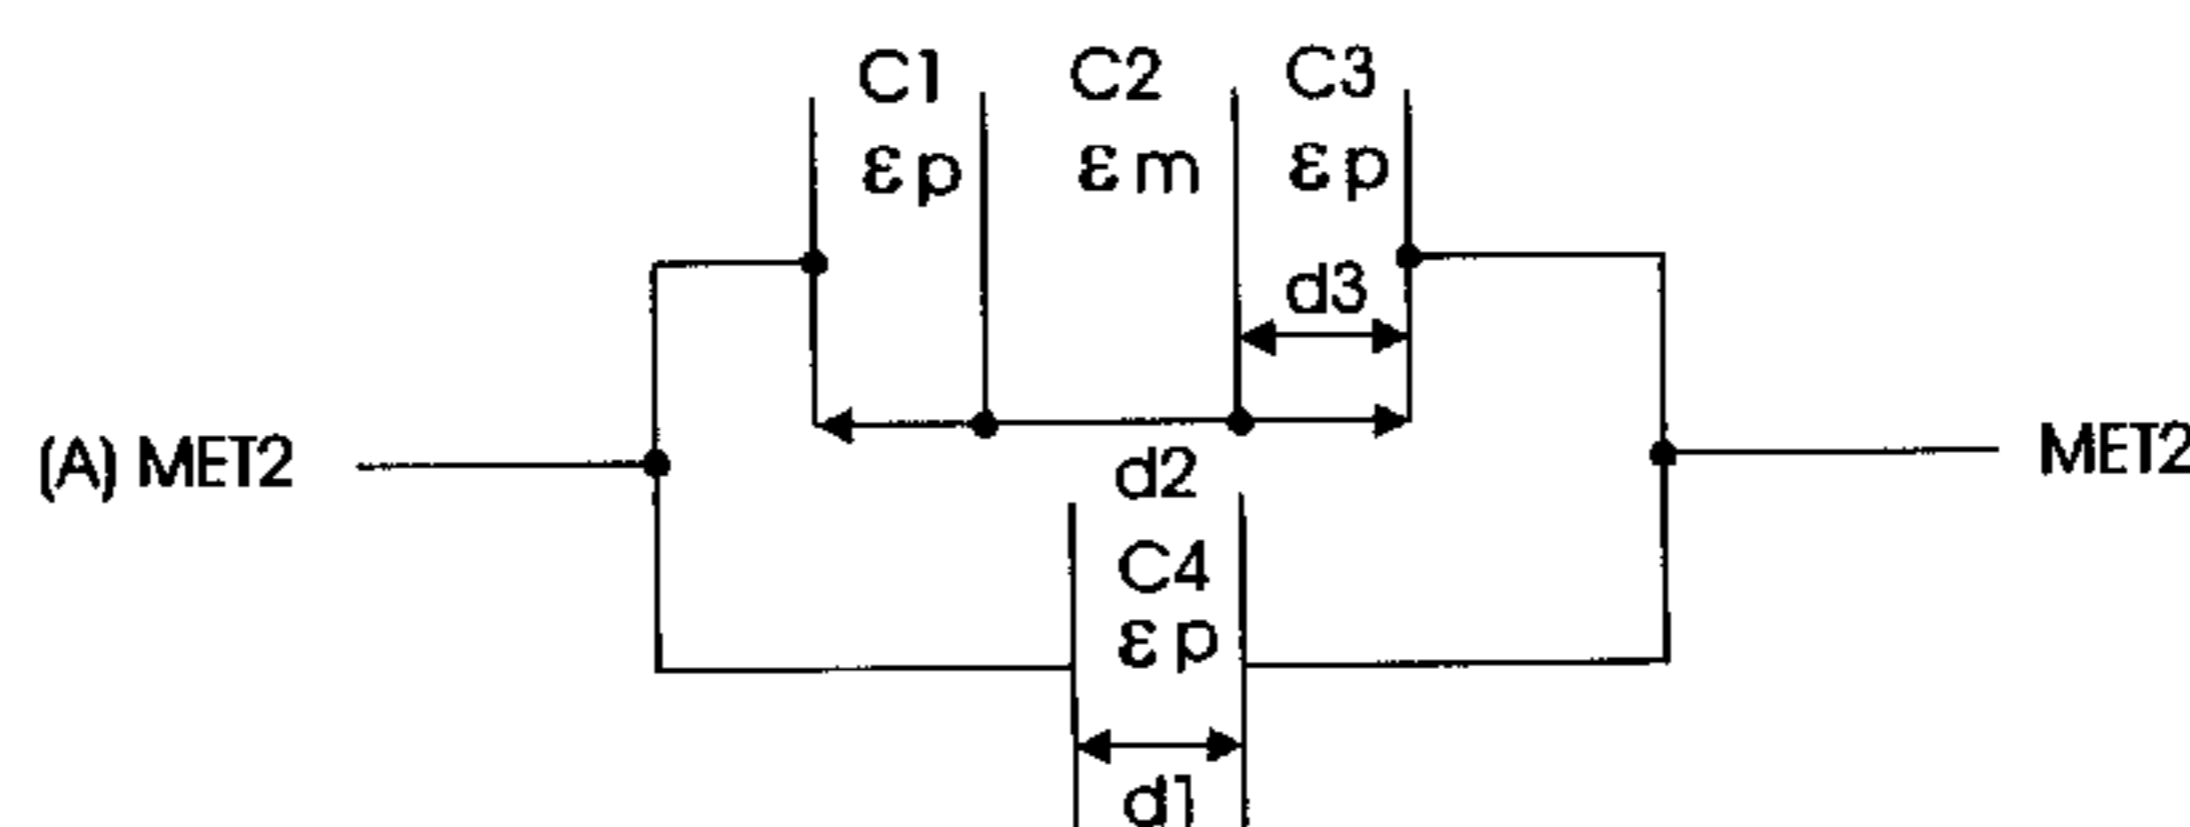 C1 C2 C3
εp εm εp
d3
(A) MET2 MET2
d2
C4
εp
d1